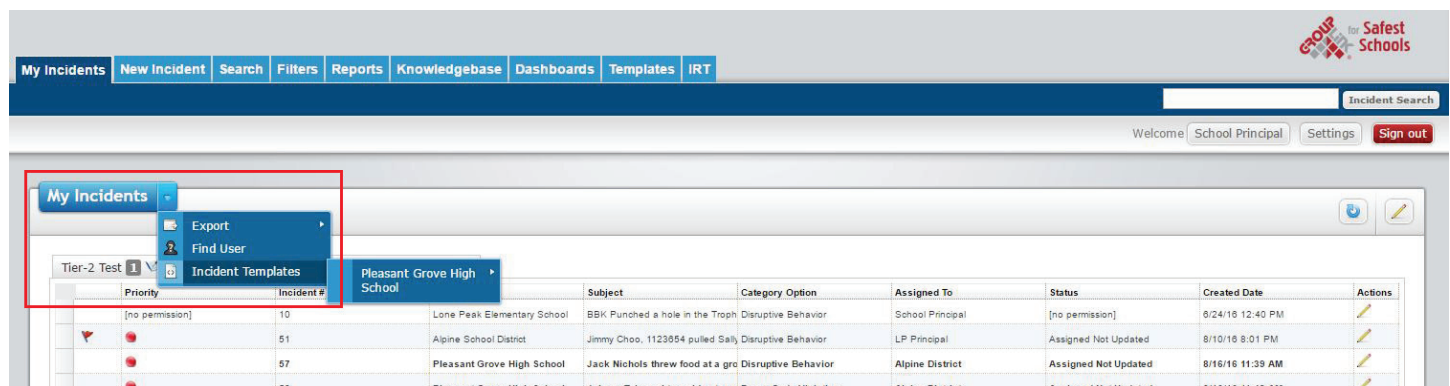 GROUP for Safest Schools
My Incidents New Incident Search Filters Reports Knowledgebase Dashboards Templates IRT
Incident Search
Welcome School Principal Settings Sign out
My Incidents
Export
Find User
Tier-2 Test 1 Incident Templates Pleasant Grove High
School
Priority Incident # Subject Category Option Assigned To Status Created Date Actions
[no permission] 10 Lone Peak Elementary School BBK Punched a hole in the Troph Disruptive Behavior School Principal [no permission] 6/24/16 12:40 PM
51 Alpine School District Jimmy Choo, 1123654 pulled Sally Disruptive Behavior LP Principal Assigned Not Updated 8/10/16 8:01 PM
57 Pleasant Grove High School Jack Nichols threw food at a gro Disruptive Behavior Alpine District Assigned Not Updated 8/16/16 11:39 AM